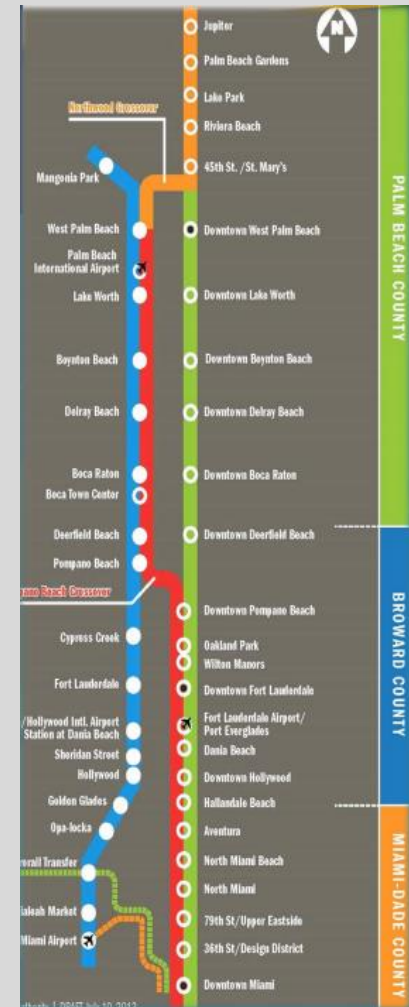 N
Jupiter
Palm Beach Gardens
Lake Park
Riviera Beach
45th St. /St. Mary's
Northwood Crossover
Mangonia Park
West Palm Beach
Palm Beach
International Airport
Lake Worth
Boynton Beach
Delray Beach
Boca Raton
Boca Town Center
Deerfield Beach
Pompano Beach
Beach Crossover
Cypress Creek
Fort Lauderdale
/Hollywood Intl. Airport
Station at Dania Beach
Sheridan Street
Hollywood
Golden Glades
Opa-locka
Transfer
Market
Miami Airport
Downtown West Palm Beach
Downtown Lake Worth
Downtown Boynton Beach
Downtown Delray Beach
Downtown Boca Raton
Downtown Deerfield Beach
Downtown Pompano Beach
Oakland Park
Wilton Manors
Downtown Fort Lauderdale
Fort Lauderdale Airport/
Port Everglades
Dania Beach
Downtown Hollywood
Hallandale Beach
Aventura
North Miami Beach
North Miami
79th St/Upper Eastside
36th St/Design District
Downtown Miami
PALM BEACH COUNTY
BROWARD COUNTY
MIAMI-DADE COUNTY